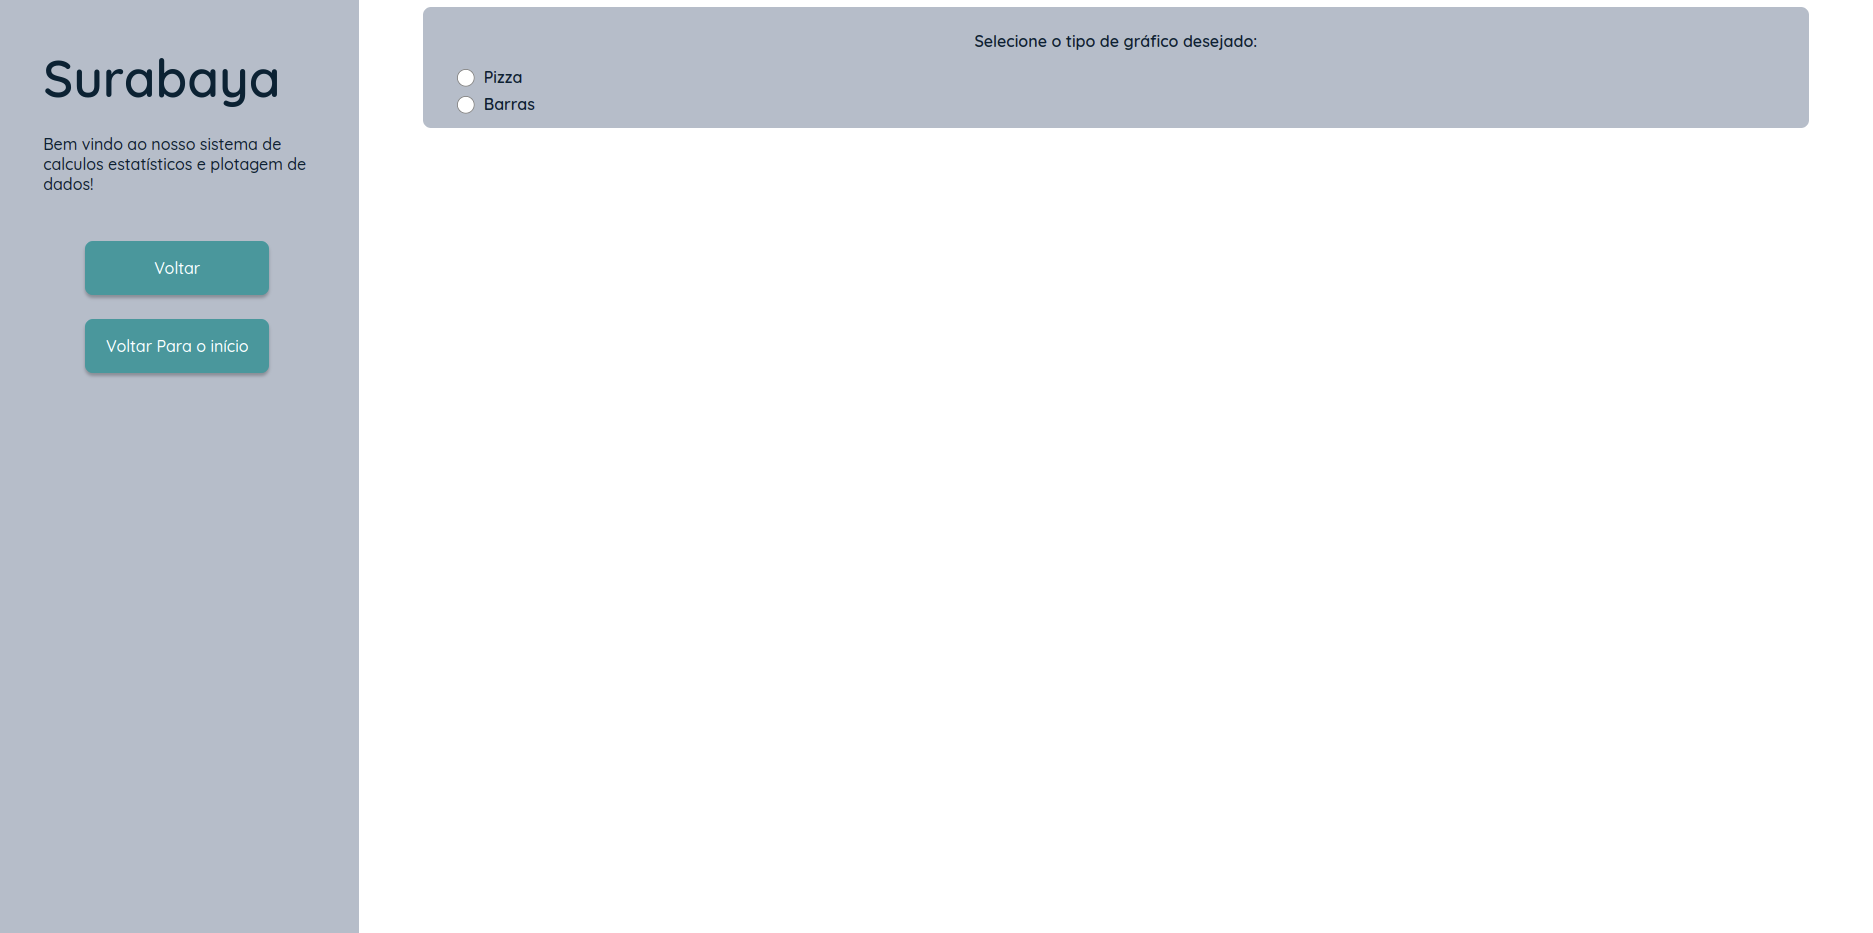 Surabaya
Bem vindo ao nosso sistema de
calculos estatísticos e plotagem de
dados!
Voltar
Voltar Para o início
Selecione o tipo de gráfico desejado:
Pizza
Barras